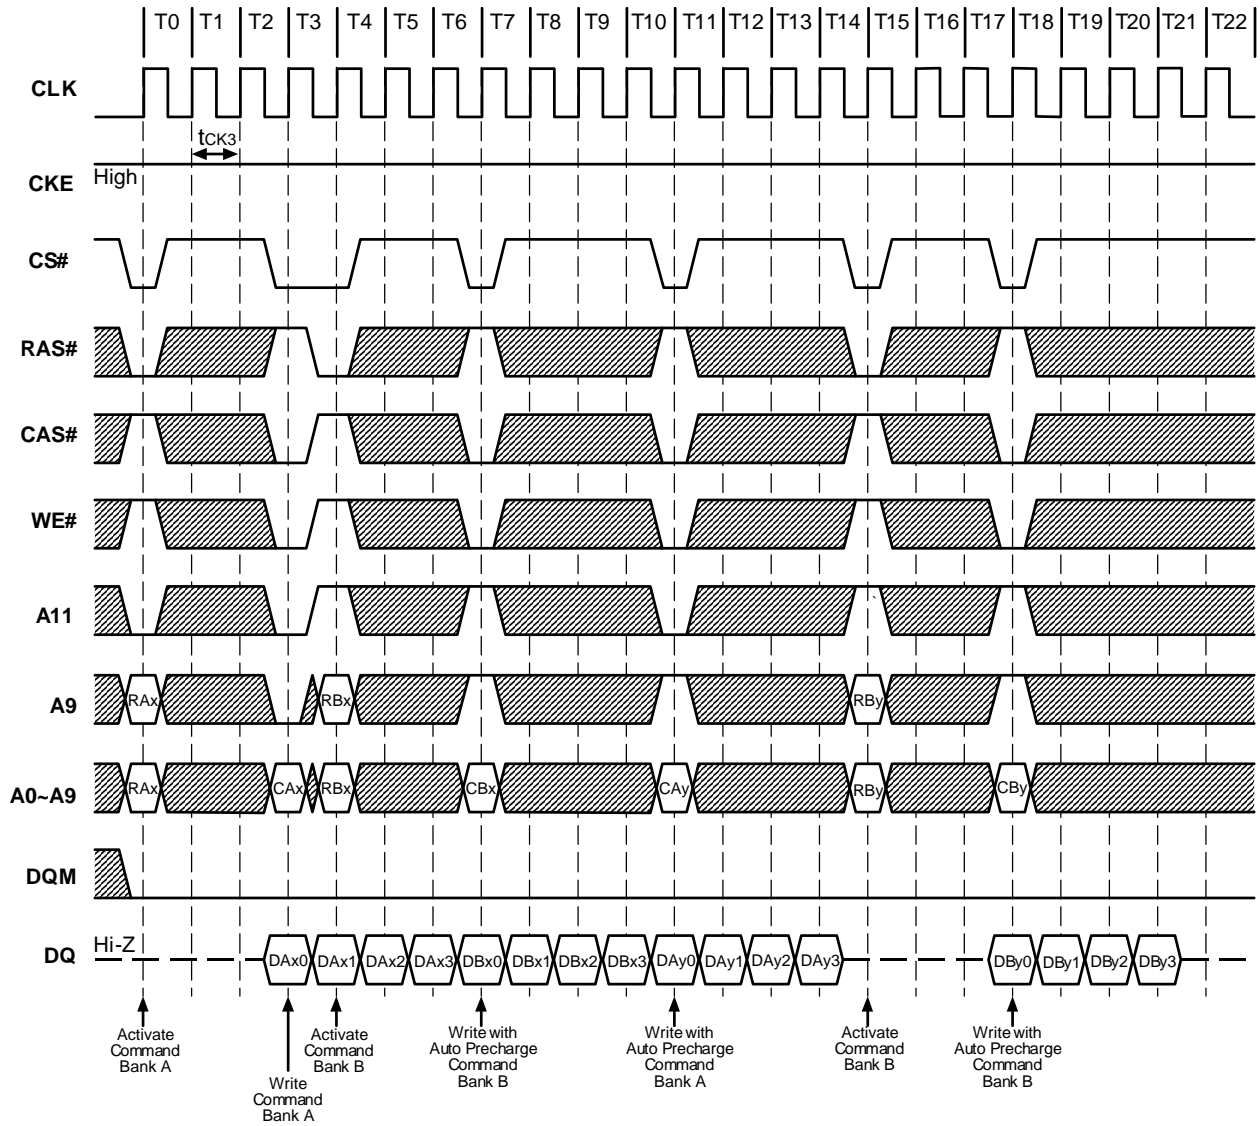 T0 T1 T2 T3 T4 T5 T6 T7 T8 T9 T10 T11 T12 T13 T14 T15 T16 T17 T18 T19 T20 T21 T22
CLK
tCK3
CKE High
CS#
RAS#
CAS#
WE#
A11
A9 RAx RBx RBy
A0~A9 RAx CAx RBx CBx CAy RBy CBy
DQM
DQ Hi-Z DAx0 DAx1 DAx2 DAx3 DBx0 DBx1 DBx2 DBx3 DAy0 DAy1 DAy2 DAy3 DBy0 DBy1 DBy2 DBy3
Activate
Command
Bank A
Write
Command
Bank A
Activate
Command
Bank B
Write with
Auto Precharge
Command
Bank B
Write with
Auto Precharge
Command
Bank A
Activate
Command
Bank B
Write with
Auto Precharge
Command
Bank B